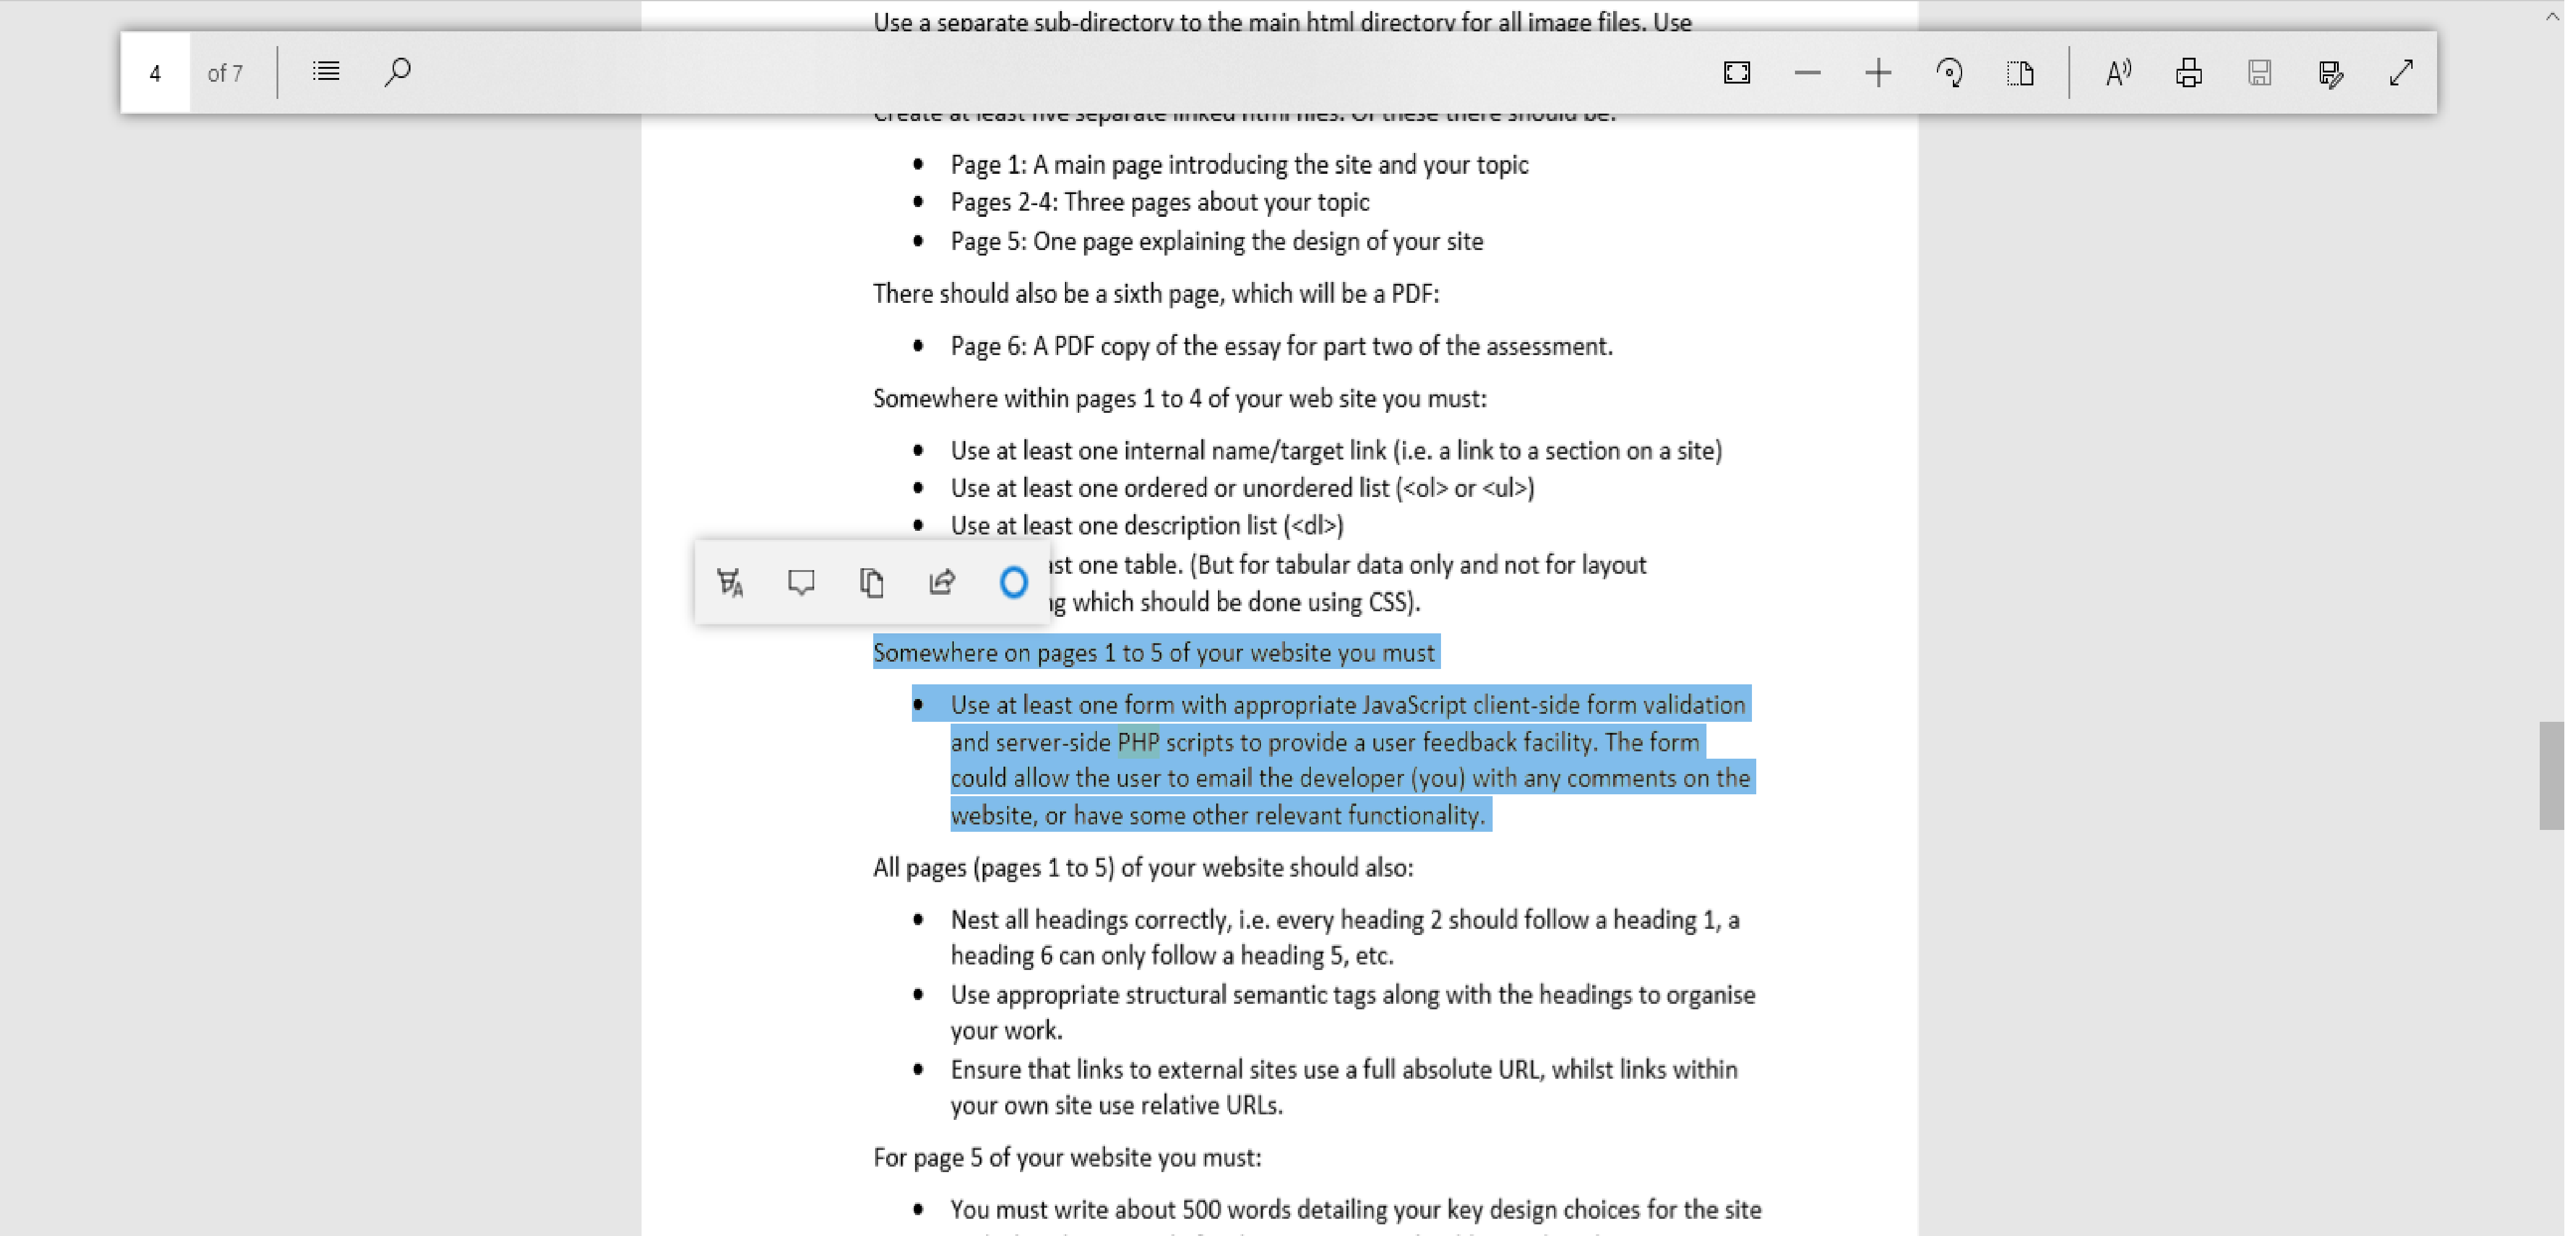 Use a separate sub-directory to the main html directory for all image files. Use
4 of 7
Create at least five separate linked html files. Of these there should be:
• Page 1: A main page introducing the site and your topic
• Pages 2-4: Three pages about your topic
• Page 5: One page explaining the design of your site
There should also be a sixth page, which will be a PDF:
• Page 6: A PDF copy of the essay for part two of the assessment.
Somewhere within pages 1 to 4 of your web site you must:
• Use at least one internal name/target link (i.e. a link to a section on a site)
• Use at least one ordered or unordered list (<ol> or <ul>)
• Use at least one description list (<dl>)
one table. (But for tabular data only and not for layout
which should be done using CSS).
Somewhere on pages 1 to 5 of your website you must
• Use at least one form with appropriate JavaScript client-side form validation
and server-side PHP scripts to provide a user feedback facility. The form
could allow the user to email the developer (you) with any comments on the
website, or have some other relevant functionality.
All pages (pages 1 to 5) of your website should also:
• Nest all headings correctly, i.e. every heading 2 should follow a heading 1, a
heading 6 can only follow a heading 5, etc.
• Use appropriate structural semantic tags along with the headings to organise
your work.
• Ensure that links to external sites use a full absolute URL, whilst links within
your own site use relative URLs.
For page 5 of your website you must:
• You must write about 500 words detailing your key design choices for the site